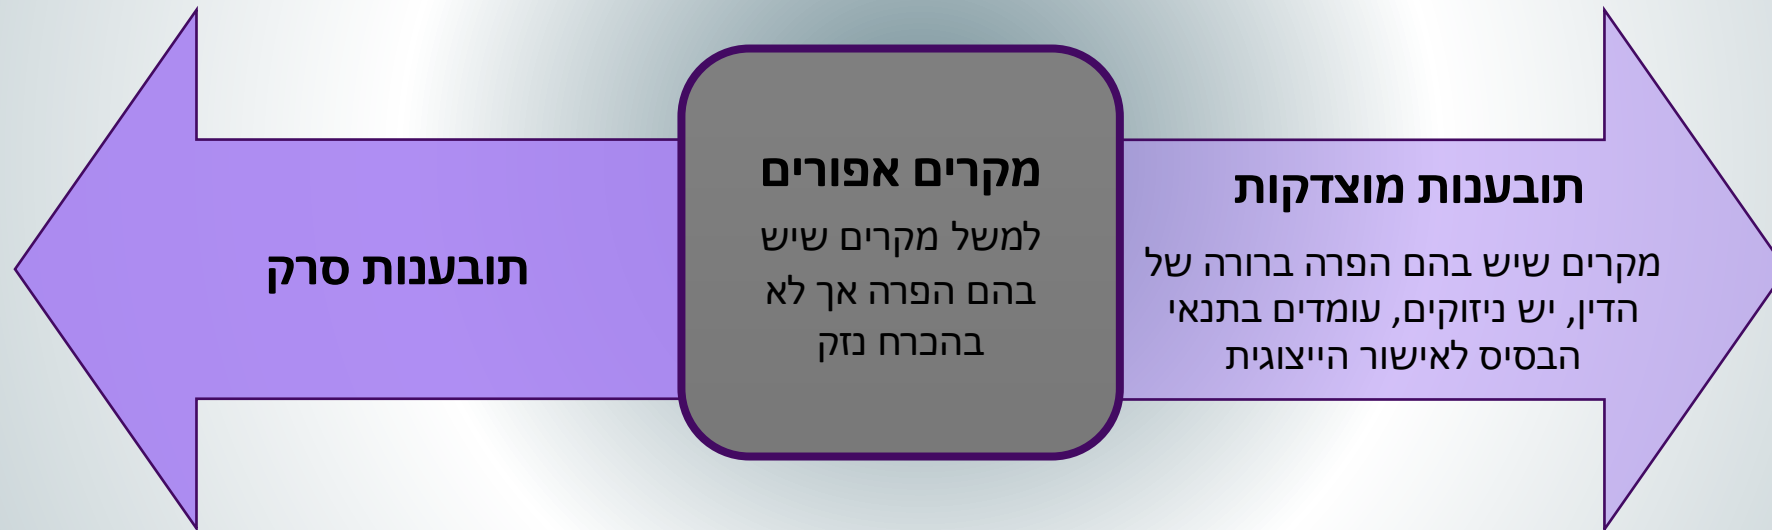 תובענות מוצדקות
מקרים שיש בהם הפרה ברורה של
הדין, יש ניזוקים, עומדים בתנאי
הבסיס לאישור הייצוגית
מקרים אפורים
למשל מקרים שיש
בהם הפרה אך לא
בהכרח נזק
תובענות סרק